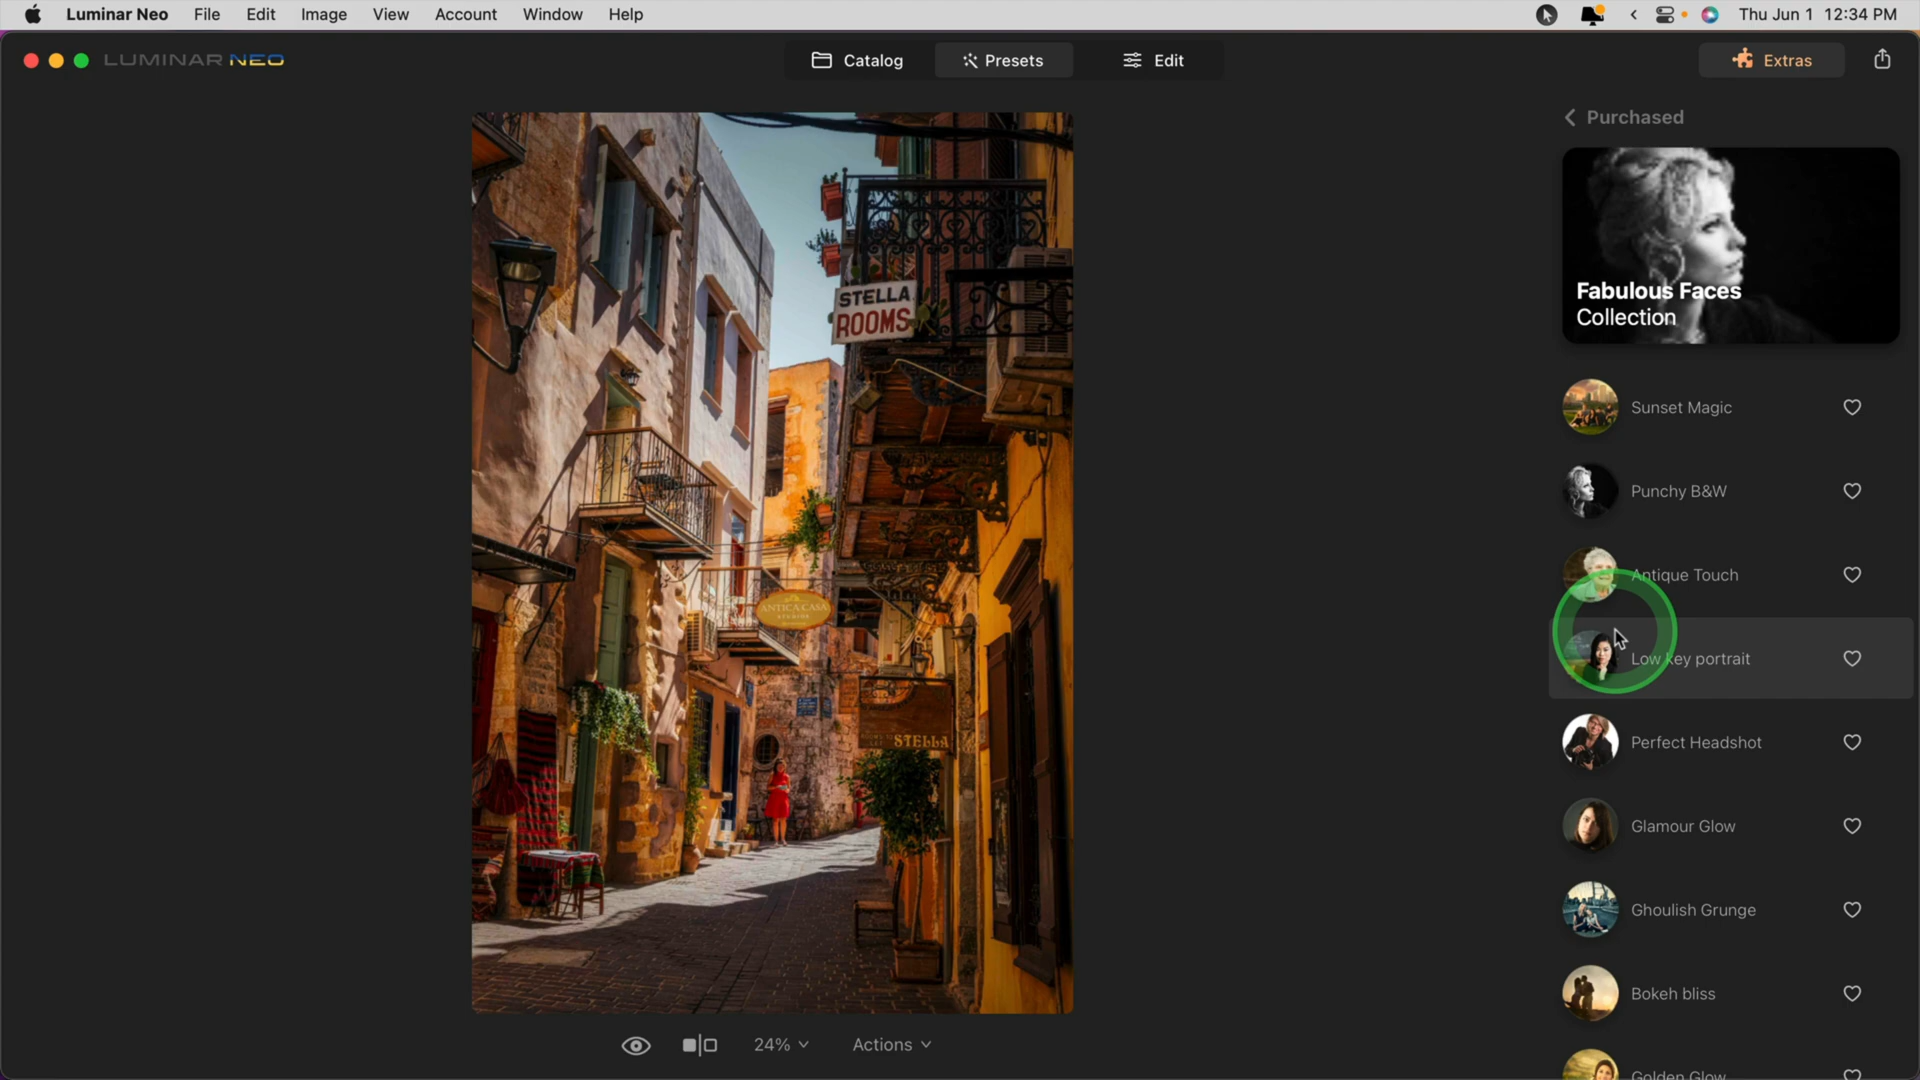 Luminar Neo File Edit Image View Account Window Help
Thu Jun 1 12:34 PM
LUMINAR NEO
Catalog Presets Edit
Extras
Purchased
Fabulous Faces
Collection
STELLA
ROOMS
Sunset Magic
Punchy B&W
Antique Touch
ANTICA CASA
Low key portrait
STELLA
Perfect Headshot
Glamour Glow
Ghoulish Grunge
Bokeh bliss
24% Actions
Golden Glow